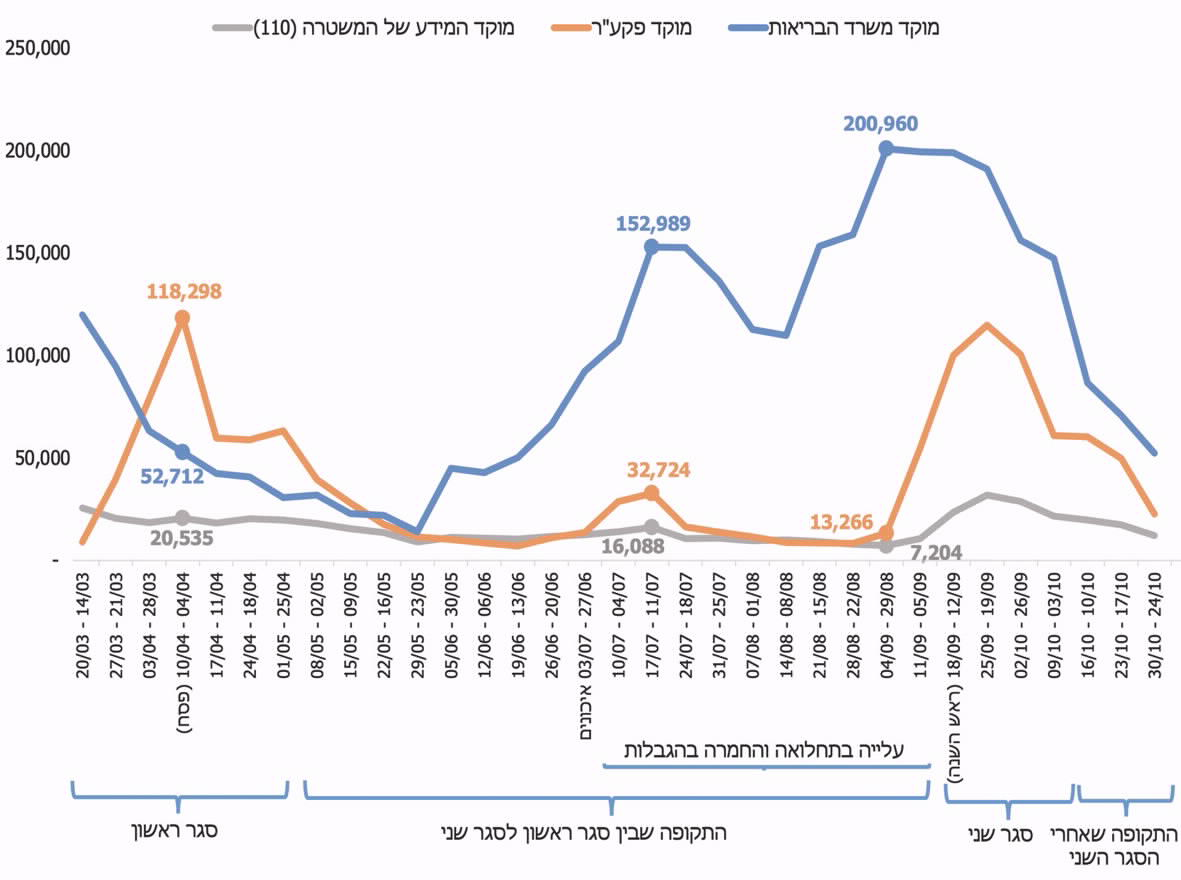 מוקד משרד הבריאות
מוקד פקע"ר
מוקד המידע של המשטרה (110)
250,000
200,000
150,000
100,000
50,000
-
200,960
152,989
118,298
52,712
20,535
32,724
16,088
13,266
7,204
20/03 - 14/03
27/03 - 21/03
03/04 - 28/03
10/04 - 04/04 (פסח)
17/04 - 11/04
24/04 - 18/04
01/05 - 25/04
08/05 - 02/05
15/05 - 09/05
22/05 - 16/05
29/05 - 23/05
05/06 - 30/05
12/06 - 06/06
19/06 - 13/06
26/06 - 20/06
03/07 - 27/06 איכונים
10/07 - 04/07
17/07 - 11/07
24/07 - 18/07
31/07 - 25/07
07/08 - 01/08
14/08 - 08/08
21/08 - 15/08
28/08 - 22/08
04/09 - 29/08
11/09 - 05/09
18/09 - 12/09 (ראש השנה)
25/09 - 19/09
02/10 - 26/09
09/10 - 03/10
16/10 - 10/10
23/10 - 17/10
30/10 - 24/10
עלייה בתחלואה והחמרה בהגבלות
סגר ראשון
התקופה שבין סגר ראשון לסגר שני
סגר שני
התקופה שאחרי
הסגר השני